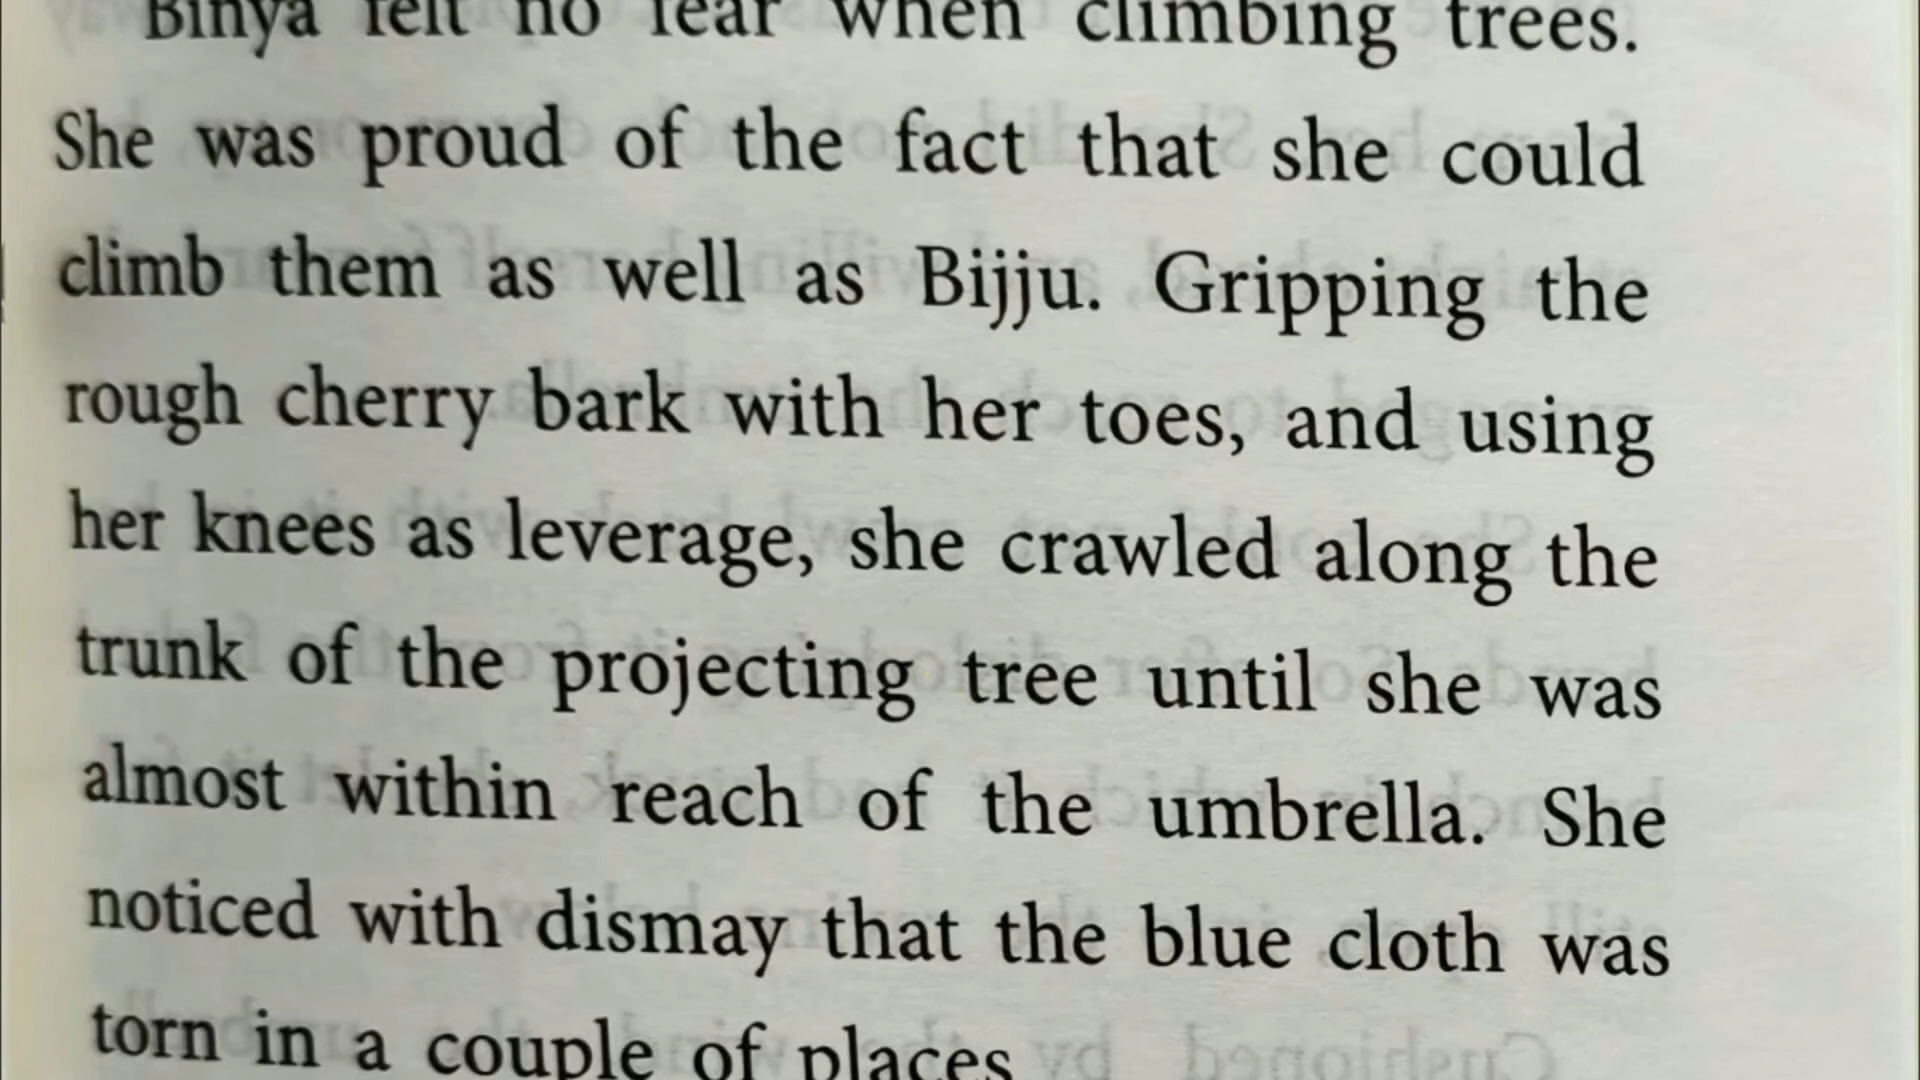 Binya felt no fear when climbing trees.
She was proud of the fact that she could
climb them as well as Bijju. Gripping the
rough cherry bark with her toes, and using
her knees as leverage, she crawled along the
trunk of the projecting tree until she was
almost within reach of the umbrella. She
noticed with dismay that the blue cloth was
torn in a couple of places